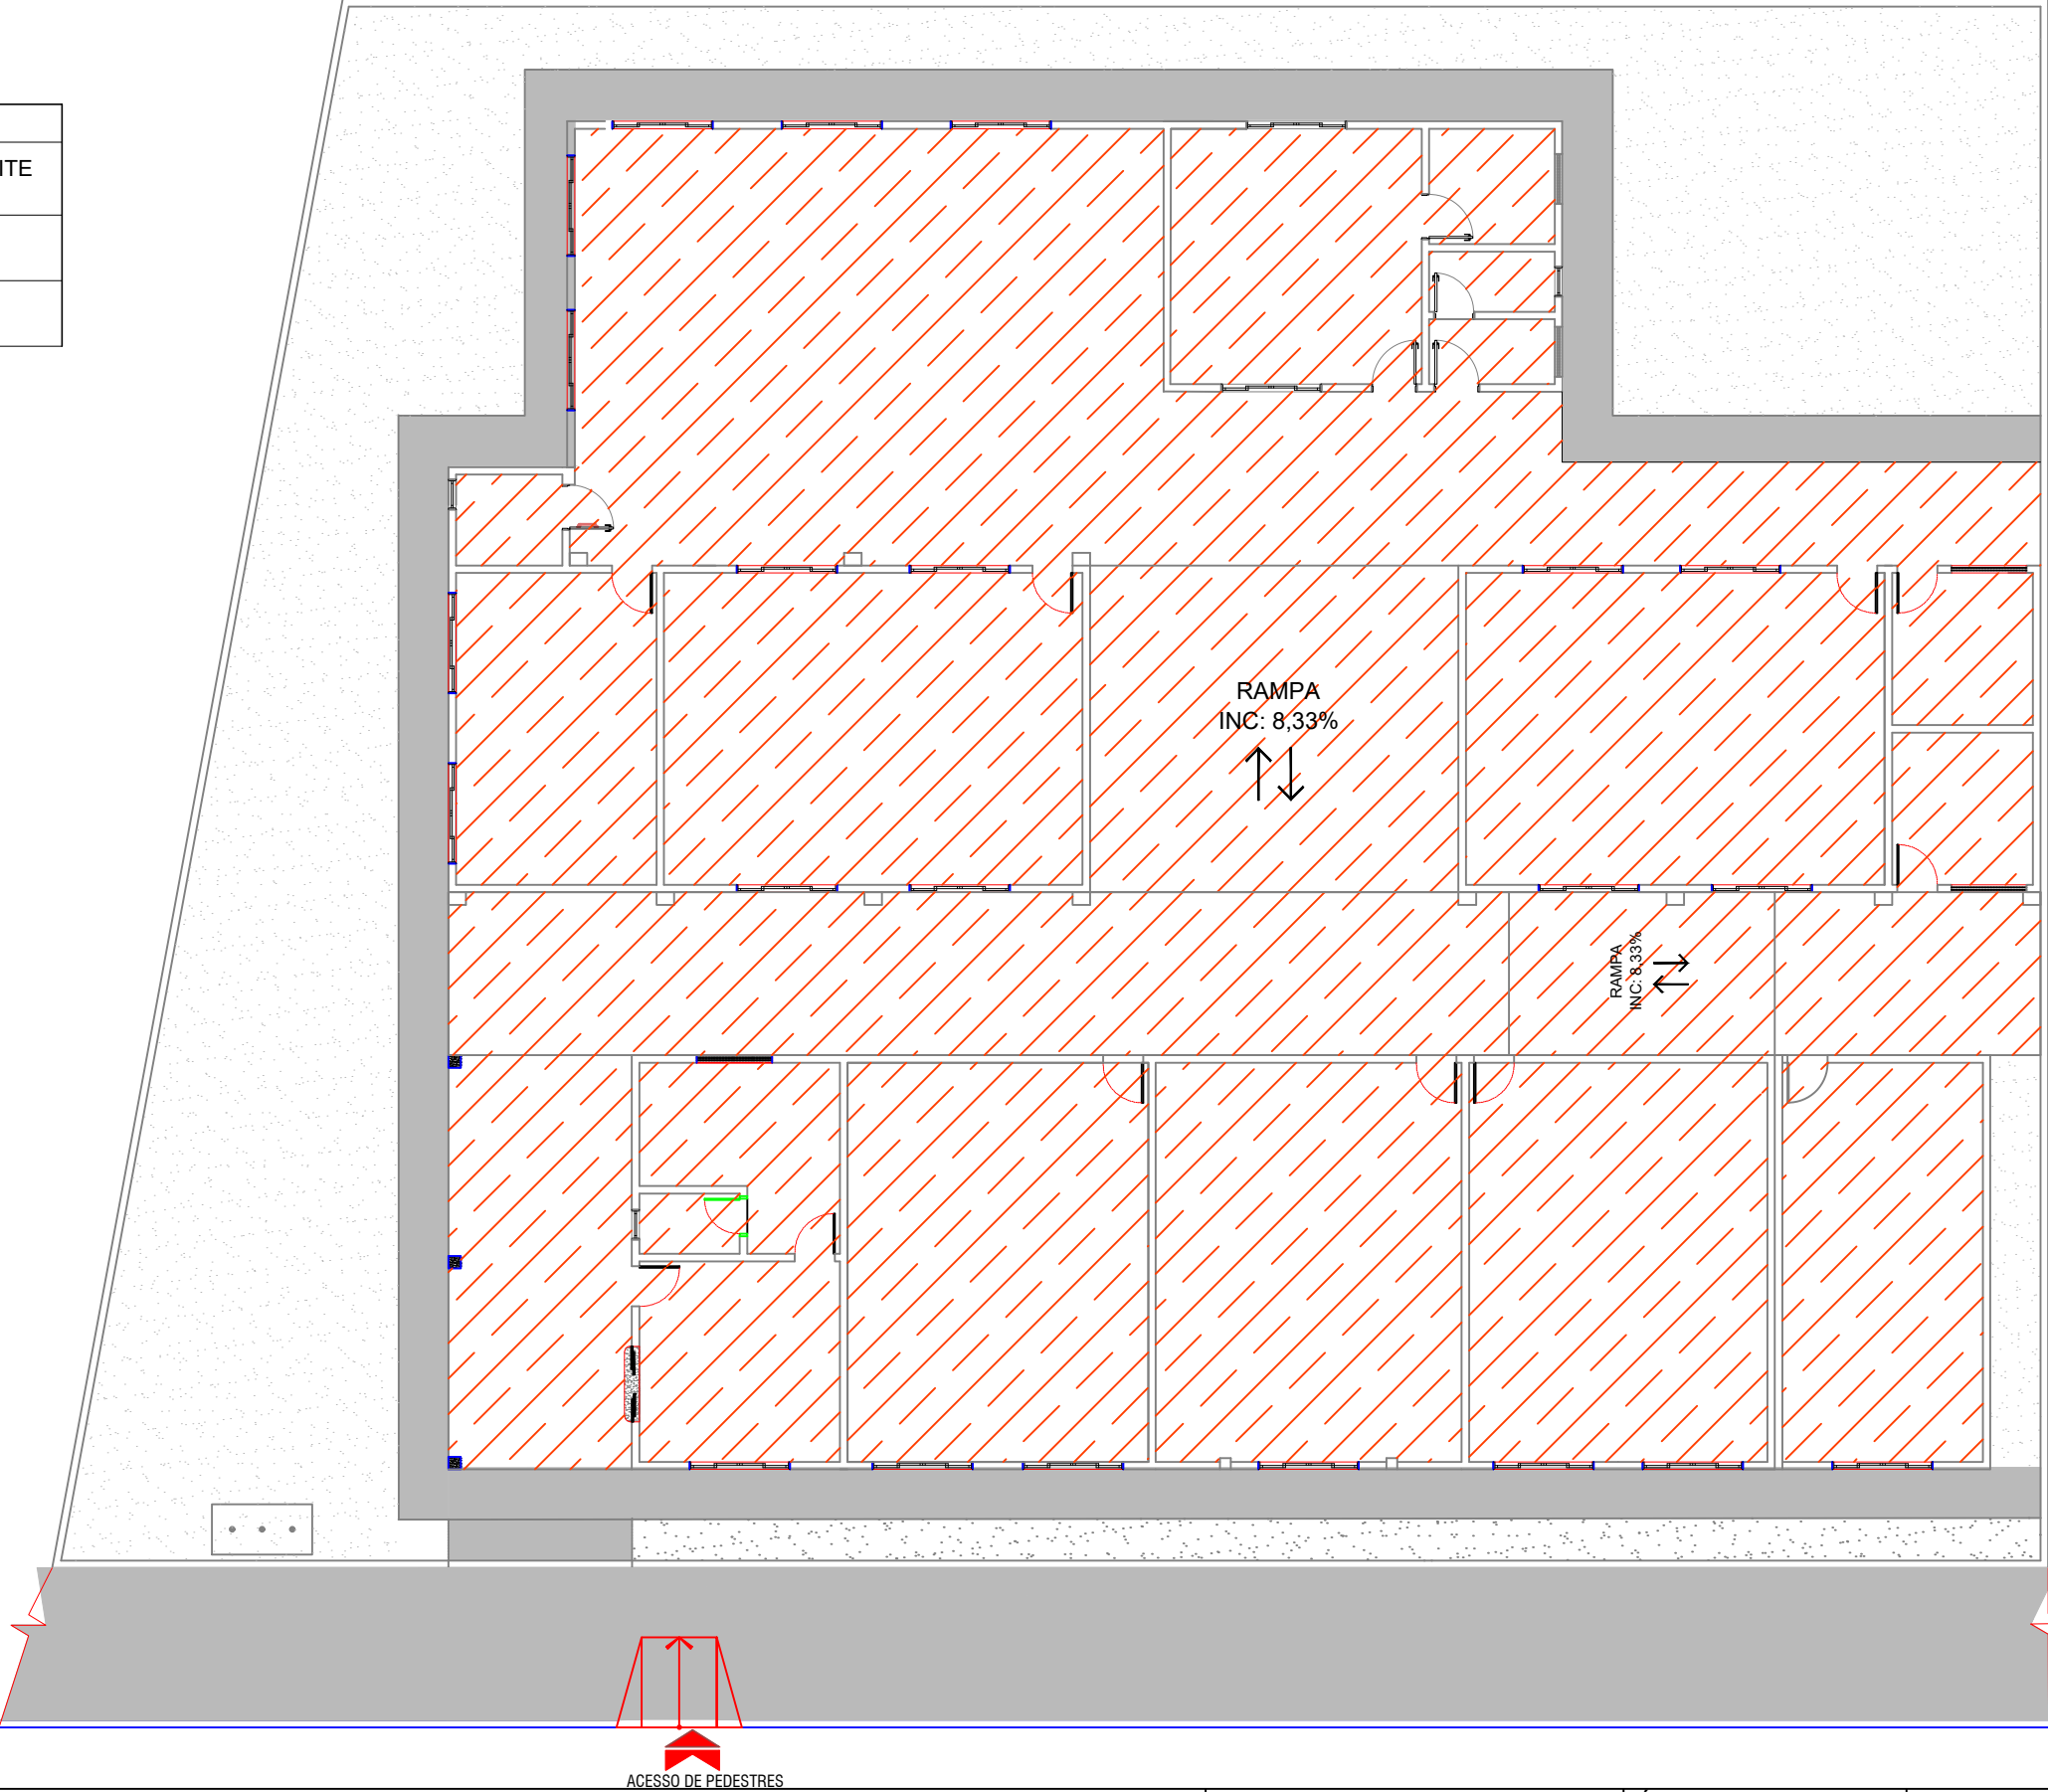 ITE
RAMPA
INC: 8,33%
RAMPA
INC: 8,33%
ACESSO DE PEDESTRES